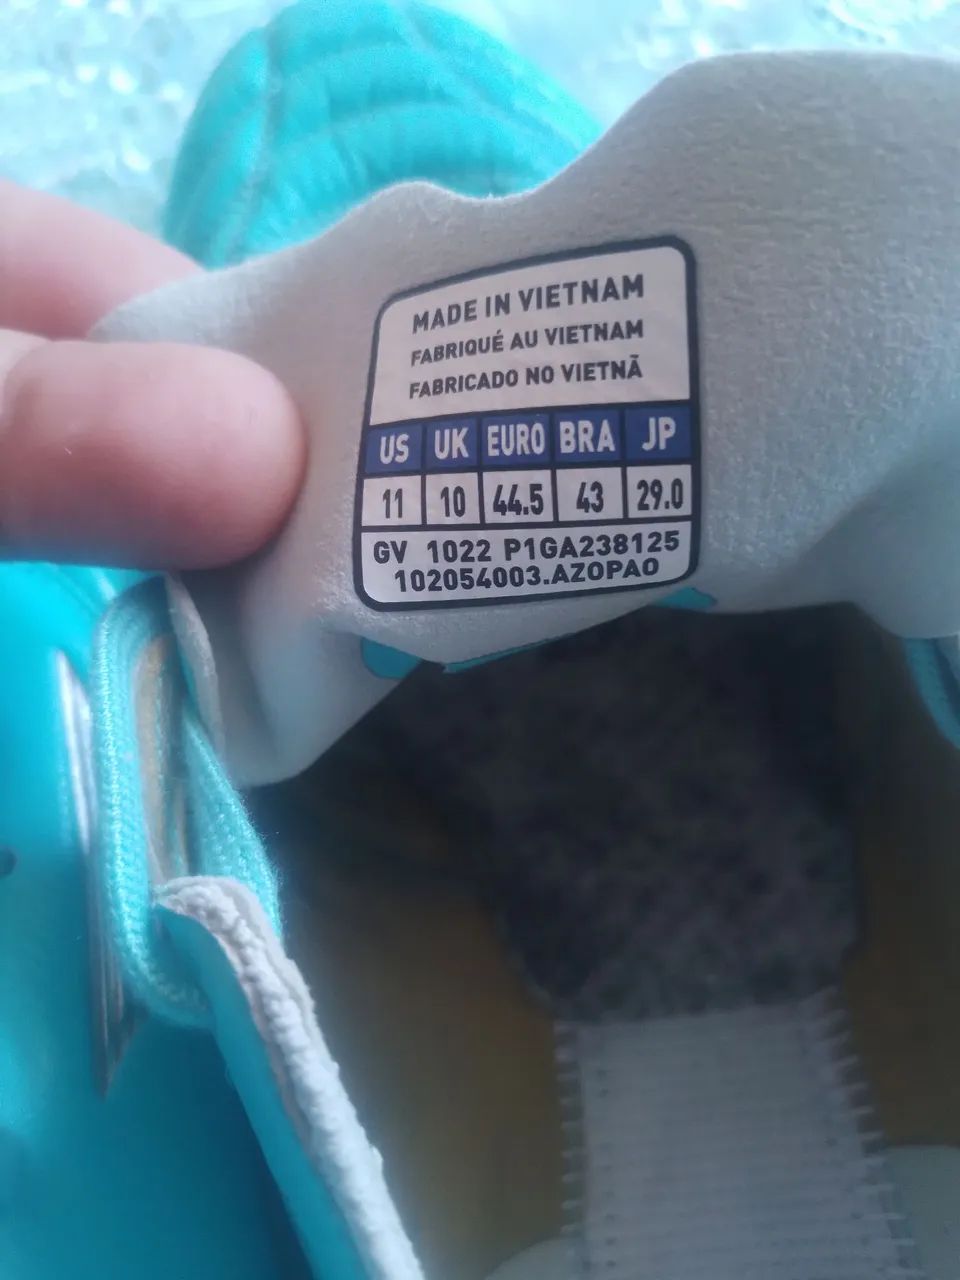 MADE IN VIETNAM
FABRIQUÉ AU VIETNAM
FABRICADO NO VIETNÃ
US UK EURO BRA JP
11 10 44.5 43 29.0
GV 1022 P1GA238125
102054003.AZOPAO